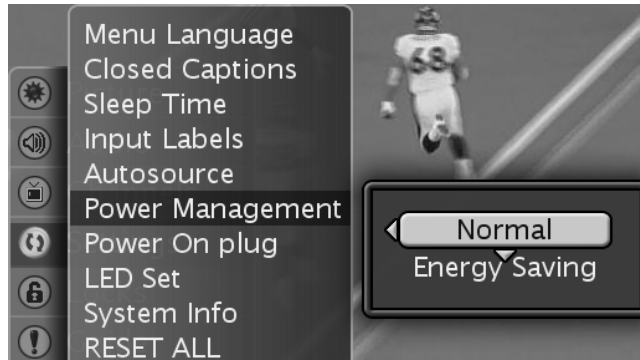 Menu Language
Closed Captions
Sleep Time
Input Labels
Autosource
Power Management
Power On plug
LED Set
System Info
RESET ALL
Normal
Energy Saving
68